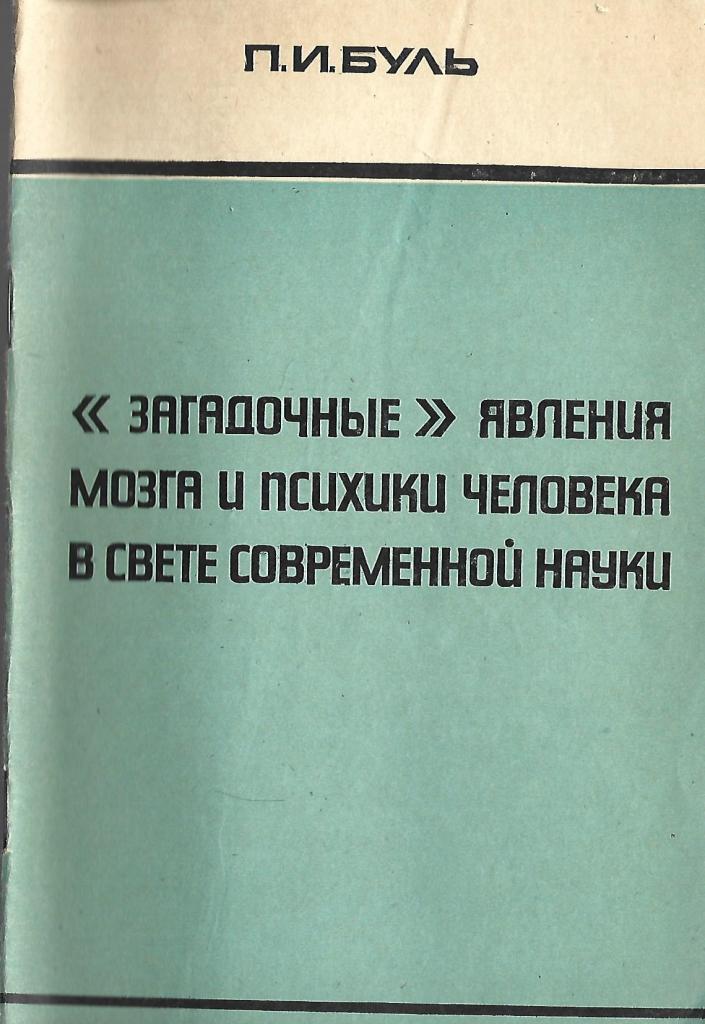 П.И.БУЛЬ
« ЗАГАДОЧНЫЕ » ЯВЛЕНИЯ
МОЗГА И ПСИХИКИ ЧЕЛОВЕКА
В СВЕТЕ СОВРЕМЕННОЙ НАУКИ